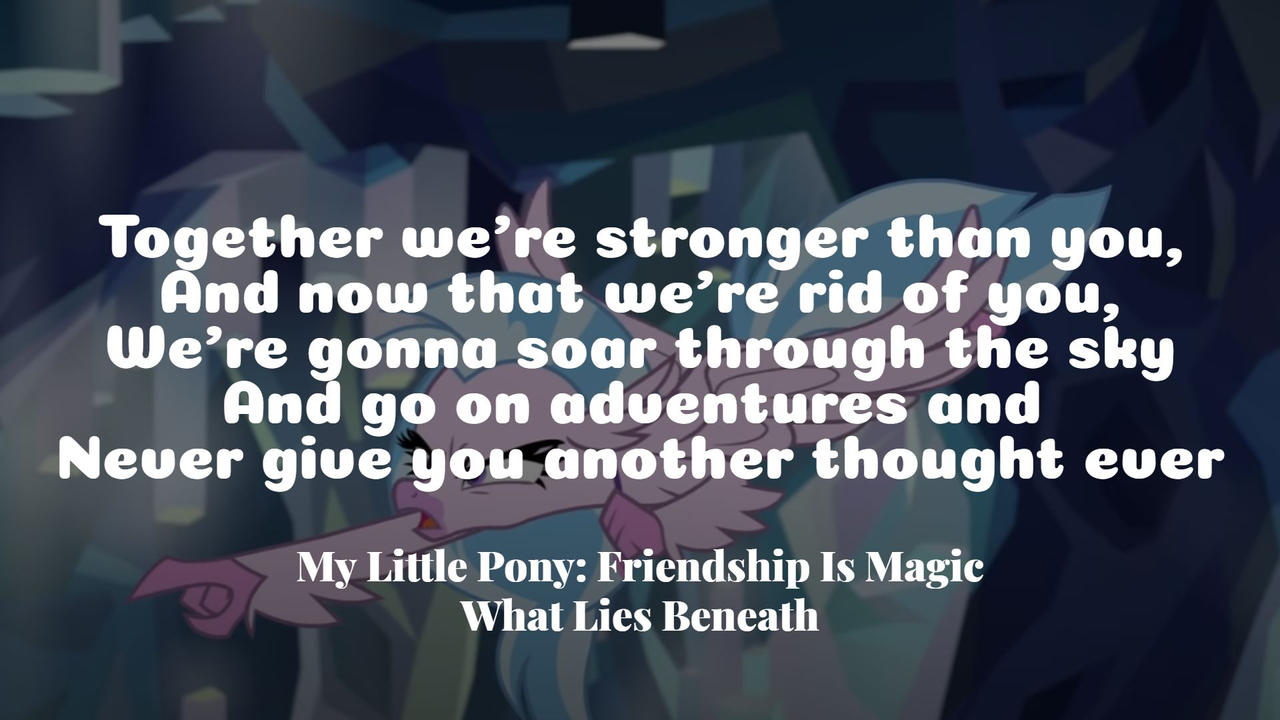 Together we’re stronger than you,
And now that we’re rid of you,
We’re gonna soar through the sky
And go on adventures and
Never give you another thought ever
My Little Pony: Friendship Is Magic
What Lies Beneath